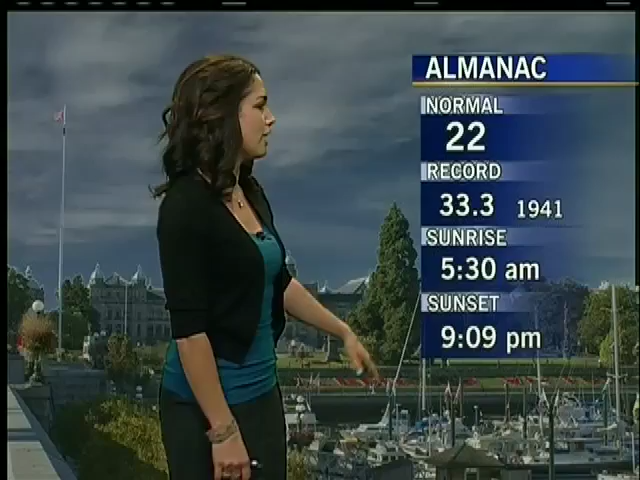 ALMANAC
NORMAL
22
RECORD
33.3 1941
SUNRISE
5:30 am
SUNSET
9:09 pm